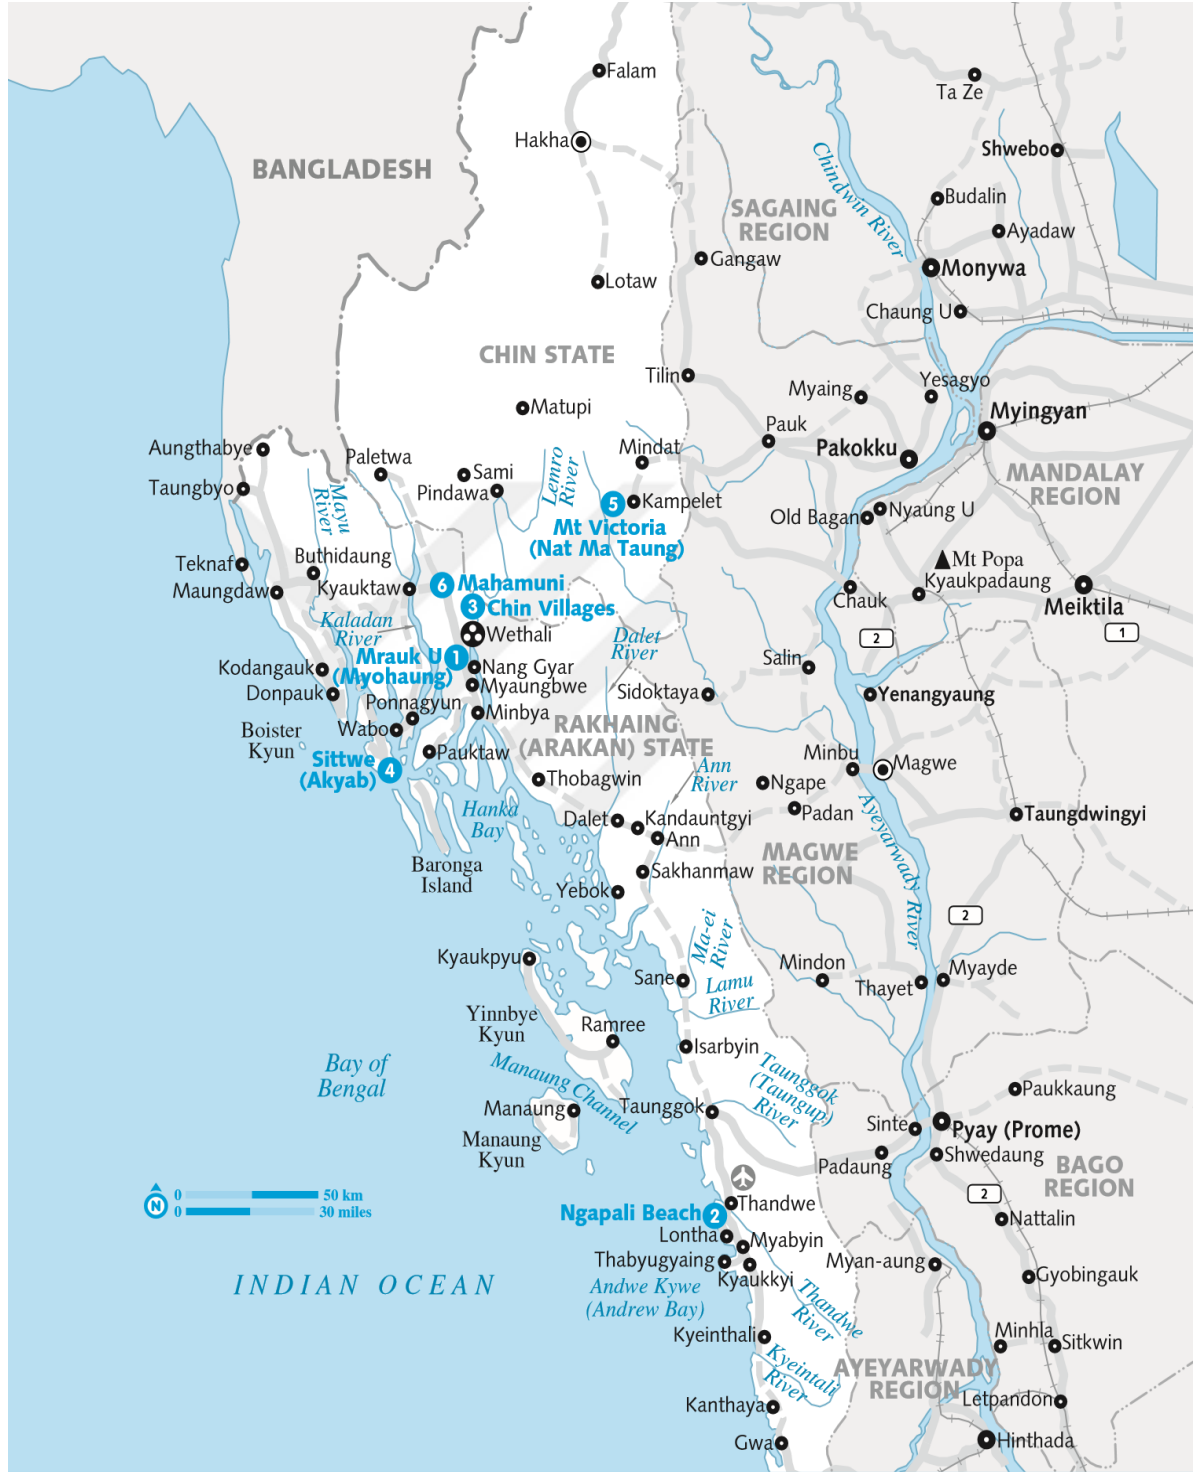 Falam
Ta Ze
Hakha
Shwebo
BANGLADESH
Chindwin River
Budalin
SAGAING
REGION
Ayadaw
Gangaw
Monywa
Lotaw
Chaung U
CHIN STATE
Tilin
Myaing
Yesagyo
Matupi
Myingyan
Pauk
Aungthabye
Paletwa
Mindat
Pakokku
Sami
Lemro
River
MANDALAY
REGION
Taungbyo
Mayu
River
Pindawa
5
Kampelet
Old Bagan
Nyaung U
Mt Victoria
(Nat Ma Taung)
Teknaf
Buthidaung
Mt Popa
Maungdaw
Kyauktaw
6
Mahamuni
Chauk
Kyaukpadaung
Meiktila
3
Chin Villages
Kaladan
River
Wethali
Dalet
River
2
1
Mrauk U
(Myohaung)
1
Nang Gyar
Salin
Kodangauk
Myaungbwe
Donpauk
Sidoktaya
Yenangyaung
Ponnagyun
Minbya
Boister
Kyun
Wabo
RAKHAING
(ARAKAN) STATE
Pauktaw
Sittwe
(Akyab)
4
Minbu
Magwe
Thobagwin
Ann
River
Ngape
Hanka
Bay
Dalet
Kandauntgyi
Padan
Taungdwingyi
Ann
Ayeyarwady River
Baronga
Island
Sakhanmaw
MAGWE
REGION
Yebok
2
Ma-ei
River
Kyaukpyu
Sane
Lamu
River
Mindon
Thayet
Myayde
Yinnbye
Kyun
Ramree
Isarbyin
Bay of
Bengal
Manaung Channel
Taunggok
(Taungup)
River
Paukkaung
Manaung
Taunggok
Sinte
Pyay (Prome)
Manaung
Kyun
Padaung
Shwedaung
BAGO
REGION
N
0
50 km
0
30 miles
2
Thandwe
Ngapali Beach
2
Nattalin
Lontha
Myabyin
Thabyugyaing
Kyaukkyi
Myan-aung
Gyobingauk
INDIAN OCEAN
Andwe Kywe
(Andrew Bay)
Thandwe
River
Kyeinthali
Minhla
Sitkwin
Kyeintali
River
AYEYARWADY
REGION
Kanthaya
Letpandon
Gwa
Hinthada